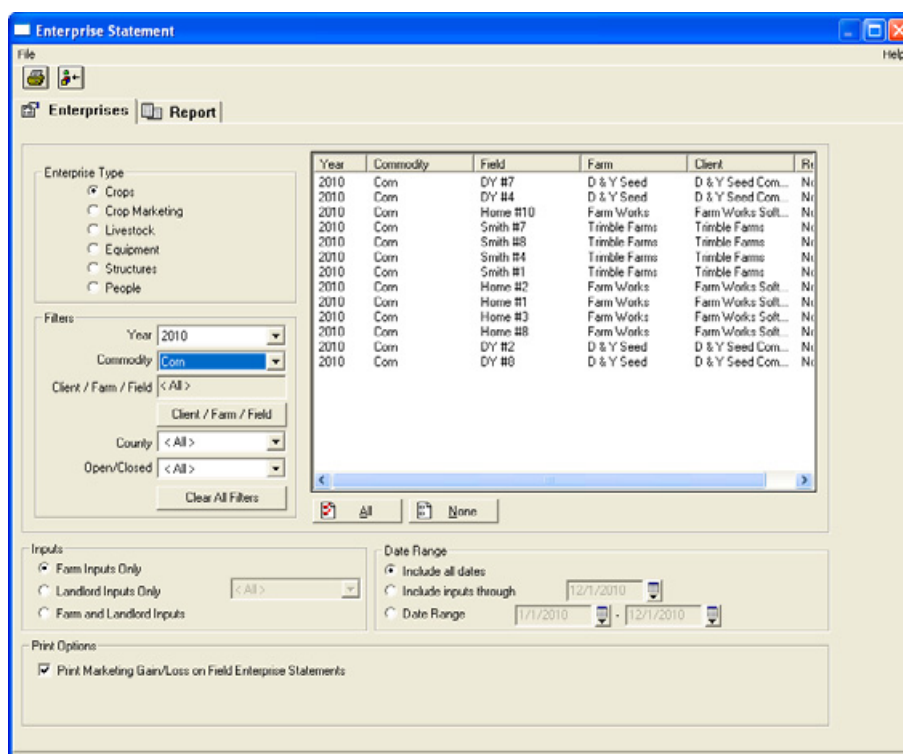 Enterprise Statement
File Help
Enterprises Report
Enterprise Type
Crops
Crop Marketing
Livestock
Equipment
Structures
People
Filters
Year 2010
Commodity Corn
Client / Farm / Field < All >
Client / Farm / Field
County < All >
Open/Closed < All >
Clear All Filters
Year Commodity Field Farm Client
2010 Corn DY #7 D & Y Seed D & Y Seed Com...
2010 Corn DY #4 D & Y Seed D & Y Seed Com...
2010 Corn Home #10 Farm Works Farm Works Soft...
2010 Corn Smith #7 Trimble Farms Trimble Farms
2010 Corn Smith #8 Trimble Farms Trimble Farms
2010 Corn Smith #4 Trimble Farms Trimble Farms
2010 Corn Smith #1 Trimble Farms Trimble Farms
2010 Corn Home #2 Farm Works Farm Works Soft...
2010 Corn Home #1 Farm Works Farm Works Soft...
2010 Corn Home #3 Farm Works Farm Works Soft...
2010 Corn Home #8 Farm Works Farm Works Soft...
2010 Corn DY #2 D & Y Seed D & Y Seed Com...
2010 Corn DY #8 D & Y Seed D & Y Seed Com...
All None
Inputs
Farm Inputs Only
Landlord Inputs Only < All >
Farm and Landlord Inputs
Date Range
Include all dates
Include inputs through 12/1/2010
Date Range 1/1/2010 - 12/1/2010
Print Options
Print Marketing Gain/Loss on Field Enterprise Statements